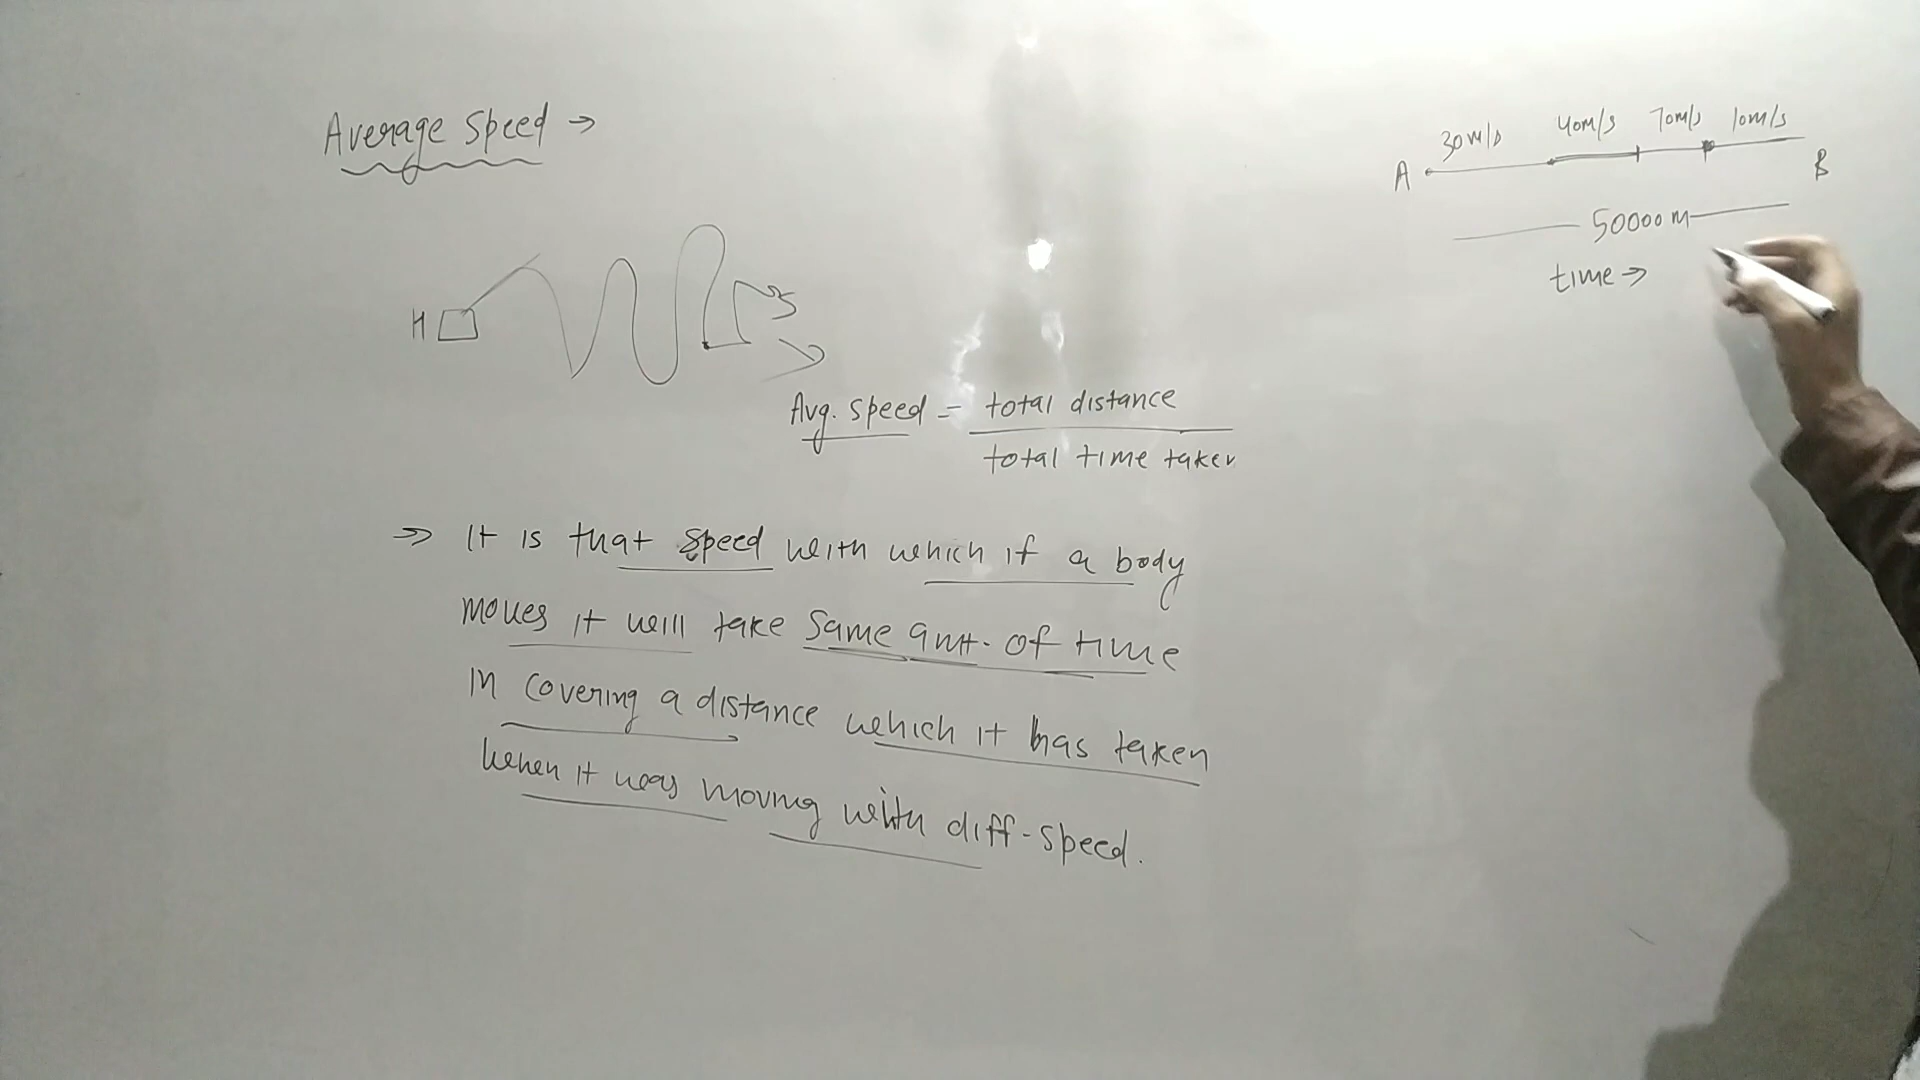 Average Speed →
30m/s 40m/s 70m/s 10m/s
A B
50000 m
time →
H
Avg. speed = total distance
total time taken
⇒ It is that speed with which if a body
moves it will take same amt. of time
in covering a distance which it has taken
when it was moving with diff-speed.